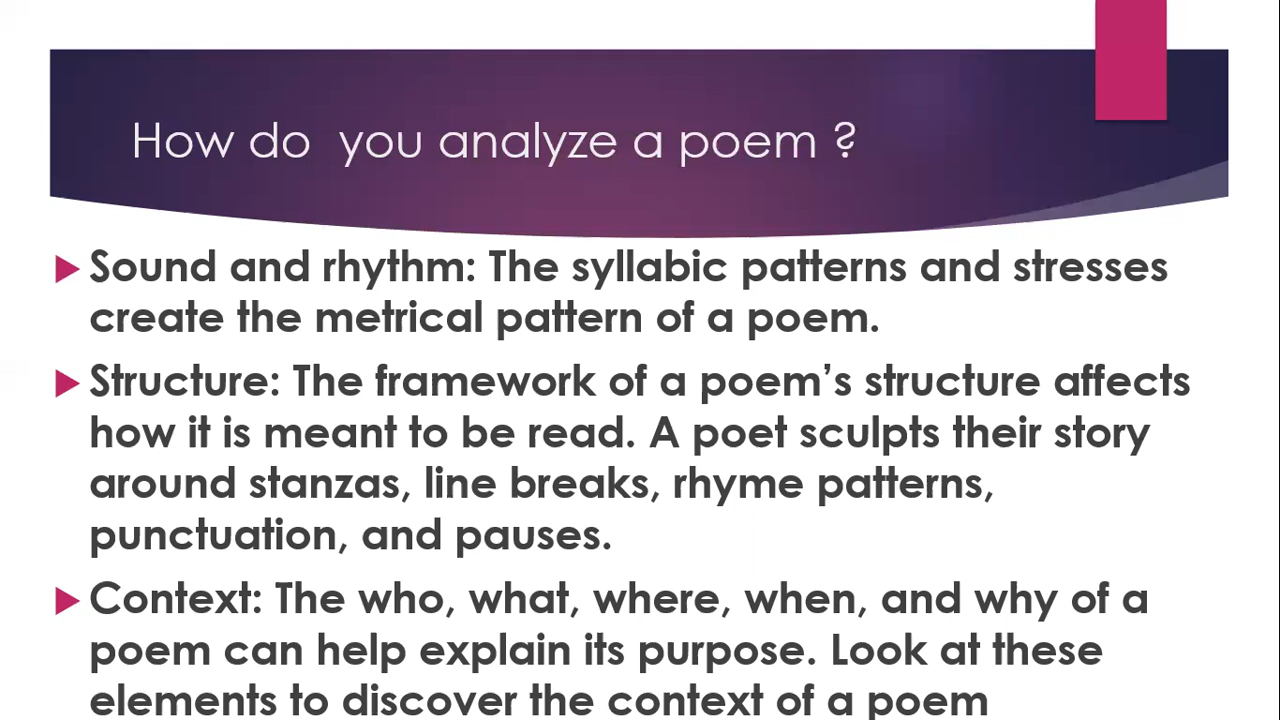 How do  you analyze a poem ?
Sound and rhythm: The syllabic patterns and stresses
create the metrical pattern of a poem.
Structure: The framework of a poem’s structure affects
how it is meant to be read. A poet sculpts their story
around stanzas, line breaks, rhyme patterns,
punctuation, and pauses.
Context: The who, what, where, when, and why of a
poem can help explain its purpose. Look at these
elements to discover the context of a poem